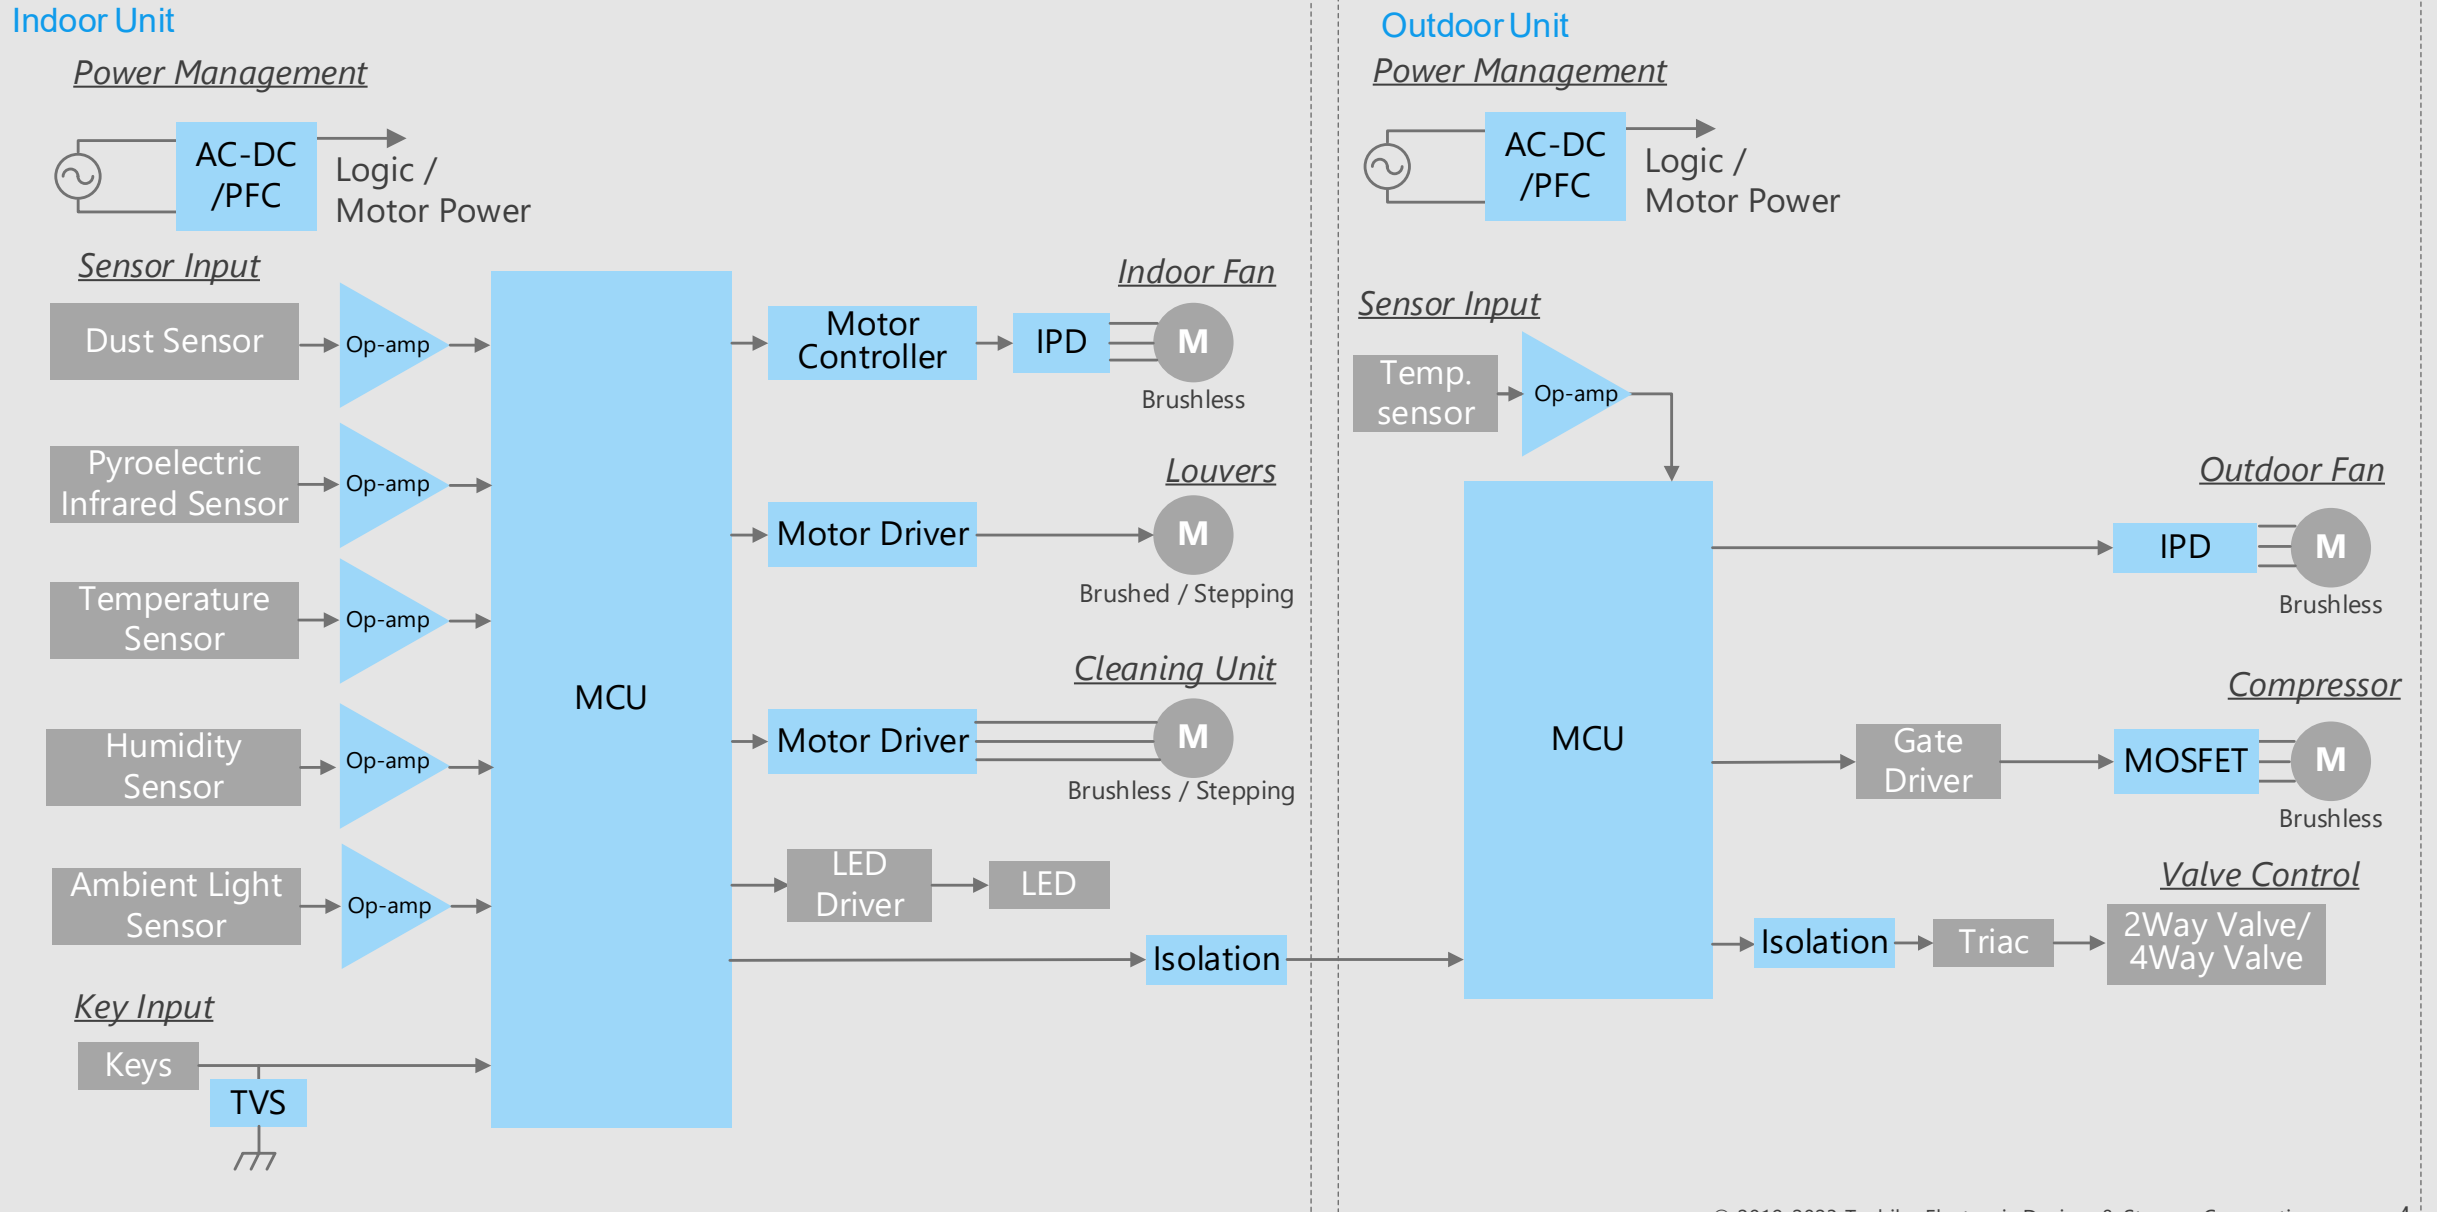 Indoor Unit
Power Management
AC-DC
/PFC
Logic /
Motor Power
Sensor Input
Dust Sensor
Op-amp
Pyroelectric
Infrared Sensor
Op-amp
Temperature
Sensor
Op-amp
Humidity
Sensor
Op-amp
Ambient Light
Sensor
Op-amp
Key Input
Keys
TVS
MCU
Indoor Fan
Motor
Controller
IPD
M
Brushless
Louvers
Motor Driver
M
Brushed / Stepping
Cleaning Unit
Motor Driver
M
Brushless / Stepping
LED
Driver
LED
Isolation
Outdoor Unit
Power Management
AC-DC
/PFC
Logic /
Motor Power
Sensor Input
Temp.
sensor
Op-amp
MCU
Outdoor Fan
IPD
M
Brushless
Compressor
Gate
Driver
MOSFET
M
Brushless
Valve Control
Isolation
Triac
2Way Valve/
4Way Valve